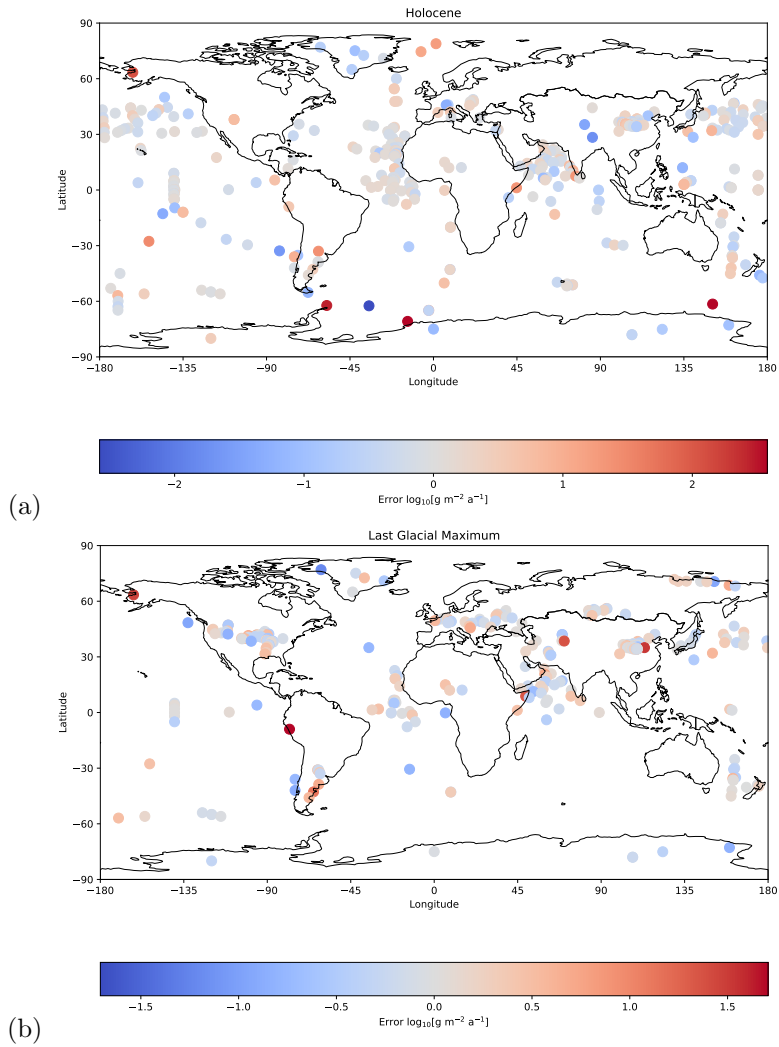 Holocene
90
60
30
0
−30
−60
−90
Latitude
−180 −135 −90 −45 0 45 90 135 180
Longitude
−2 −1 0 1 2
Error log₁₀[g m⁻² a⁻¹]
(a)
Last Glacial Maximum
90
60
30
0
−30
−60
−90
Latitude
−180 −135 −90 −45 0 45 90 135 180
Longitude
−1.5 −1.0 −0.5 0.0 0.5 1.0 1.5
Error log₁₀[g m⁻² a⁻¹]
(b)